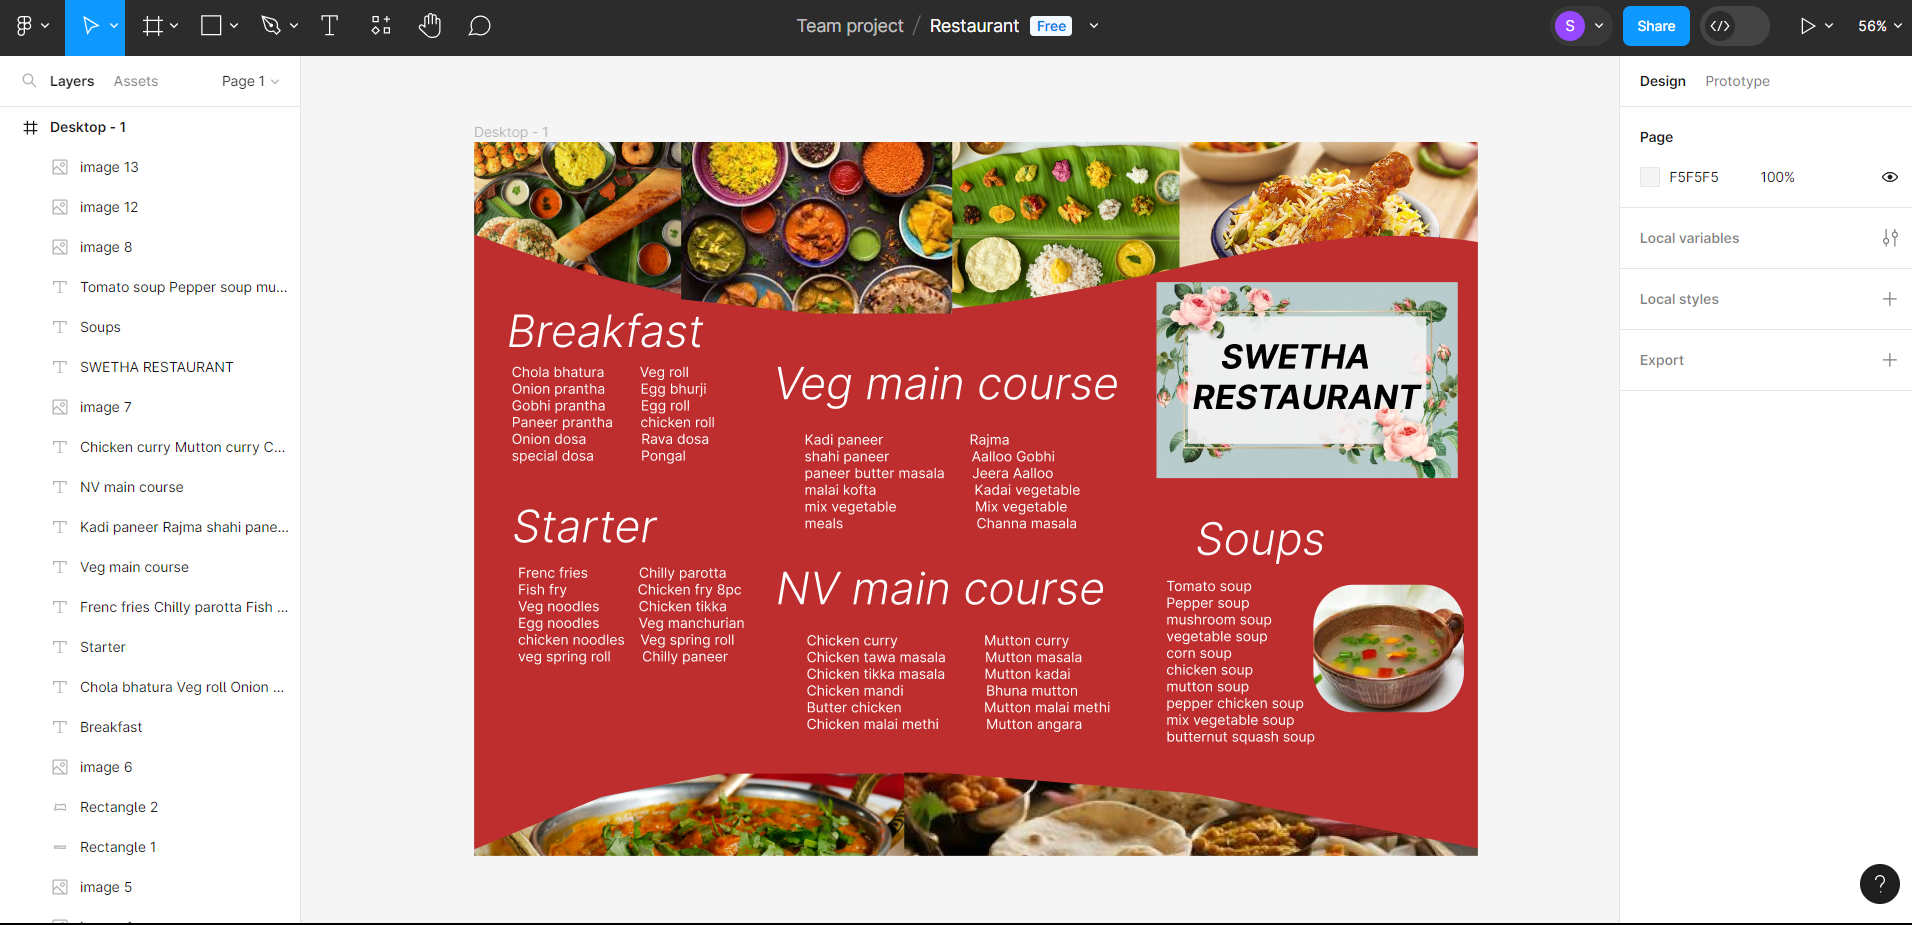 Team project / Restaurant Free
S
Share
56%
Layers
Assets
Page 1
Desktop - 1
image 13
image 12
image 8
Tomato soup Pepper soup mu...
Soups
SWETHA RESTAURANT
image 7
Chicken curry Mutton curry C...
NV main course
Kadi paneer Rajma shahi pane...
Veg main course
Frenc fries Chilly parotta Fish ...
Starter
Chola bhatura Veg roll Onion ...
Breakfast
image 6
Rectangle 2
Rectangle 1
image 5
Desktop - 1
Breakfast
Chola bhatura Veg roll
Onion prantha Egg bhurji
Gobhi prantha Egg roll
Paneer prantha chicken roll
Onion dosa Rava dosa
special dosa Pongal
Starter
Frenc fries Chilly parotta
Fish fry Chicken fry 8pc
Veg noodles Chicken tikka
Egg noodles Veg manchurian
chicken noodles Veg spring roll
veg spring roll Chilly paneer
Veg main course
Kadi paneer Rajma
shahi paneer Aalloo Gobhi
paneer butter masala Jeera Aalloo
malai kofta Kadai vegetable
mix vegetable Mix vegetable
meals Channa masala
NV main course
Chicken curry Mutton curry
Chicken tawa masala Mutton masala
Chicken tikka masala Mutton kadai
Chicken mandi Bhuna mutton
Butter chicken Mutton malai methi
Chicken malai methi Mutton angara
SWETHA
RESTAURANT
Soups
Tomato soup
Pepper soup
mushroom soup
vegetable soup
corn soup
chicken soup
mutton soup
pepper chicken soup
mix vegetable soup
butternut squash soup
Design
Prototype
Page
F5F5F5 100%
Local variables
Local styles
Export
?